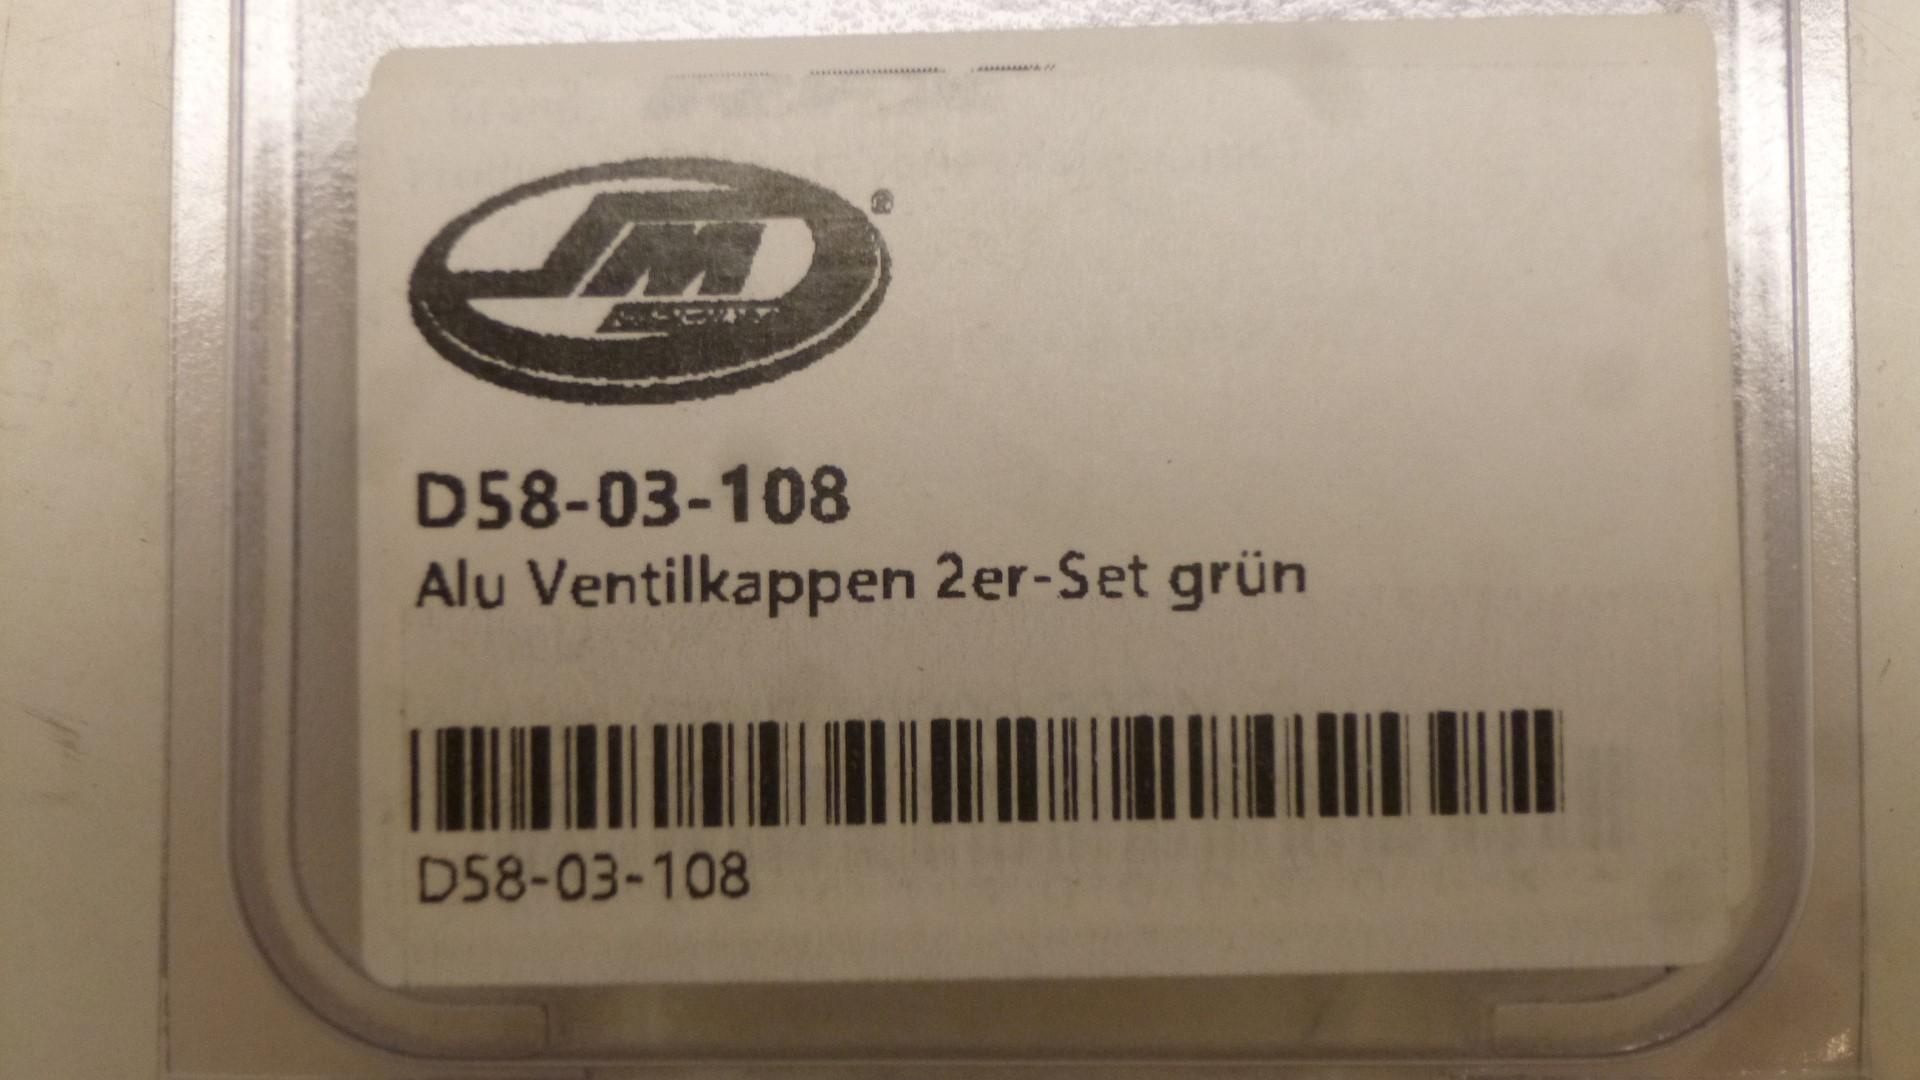 JM
®
D58-03-108
Alu Ventilkappen 2er-Set grün
D58-03-108